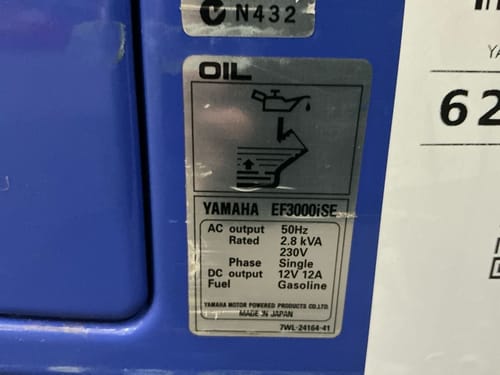 N432
OIL
YAMAHA EF3000iSE
AC output 50Hz
Rated 2.8 kVA
230V
Phase Single
DC output 12V 12A
Fuel Gasoline
YAMAHA MOTOR POWERED PRODUCTS CO.,LTD.
MADE IN JAPAN
7WL-24164-41
YA
62